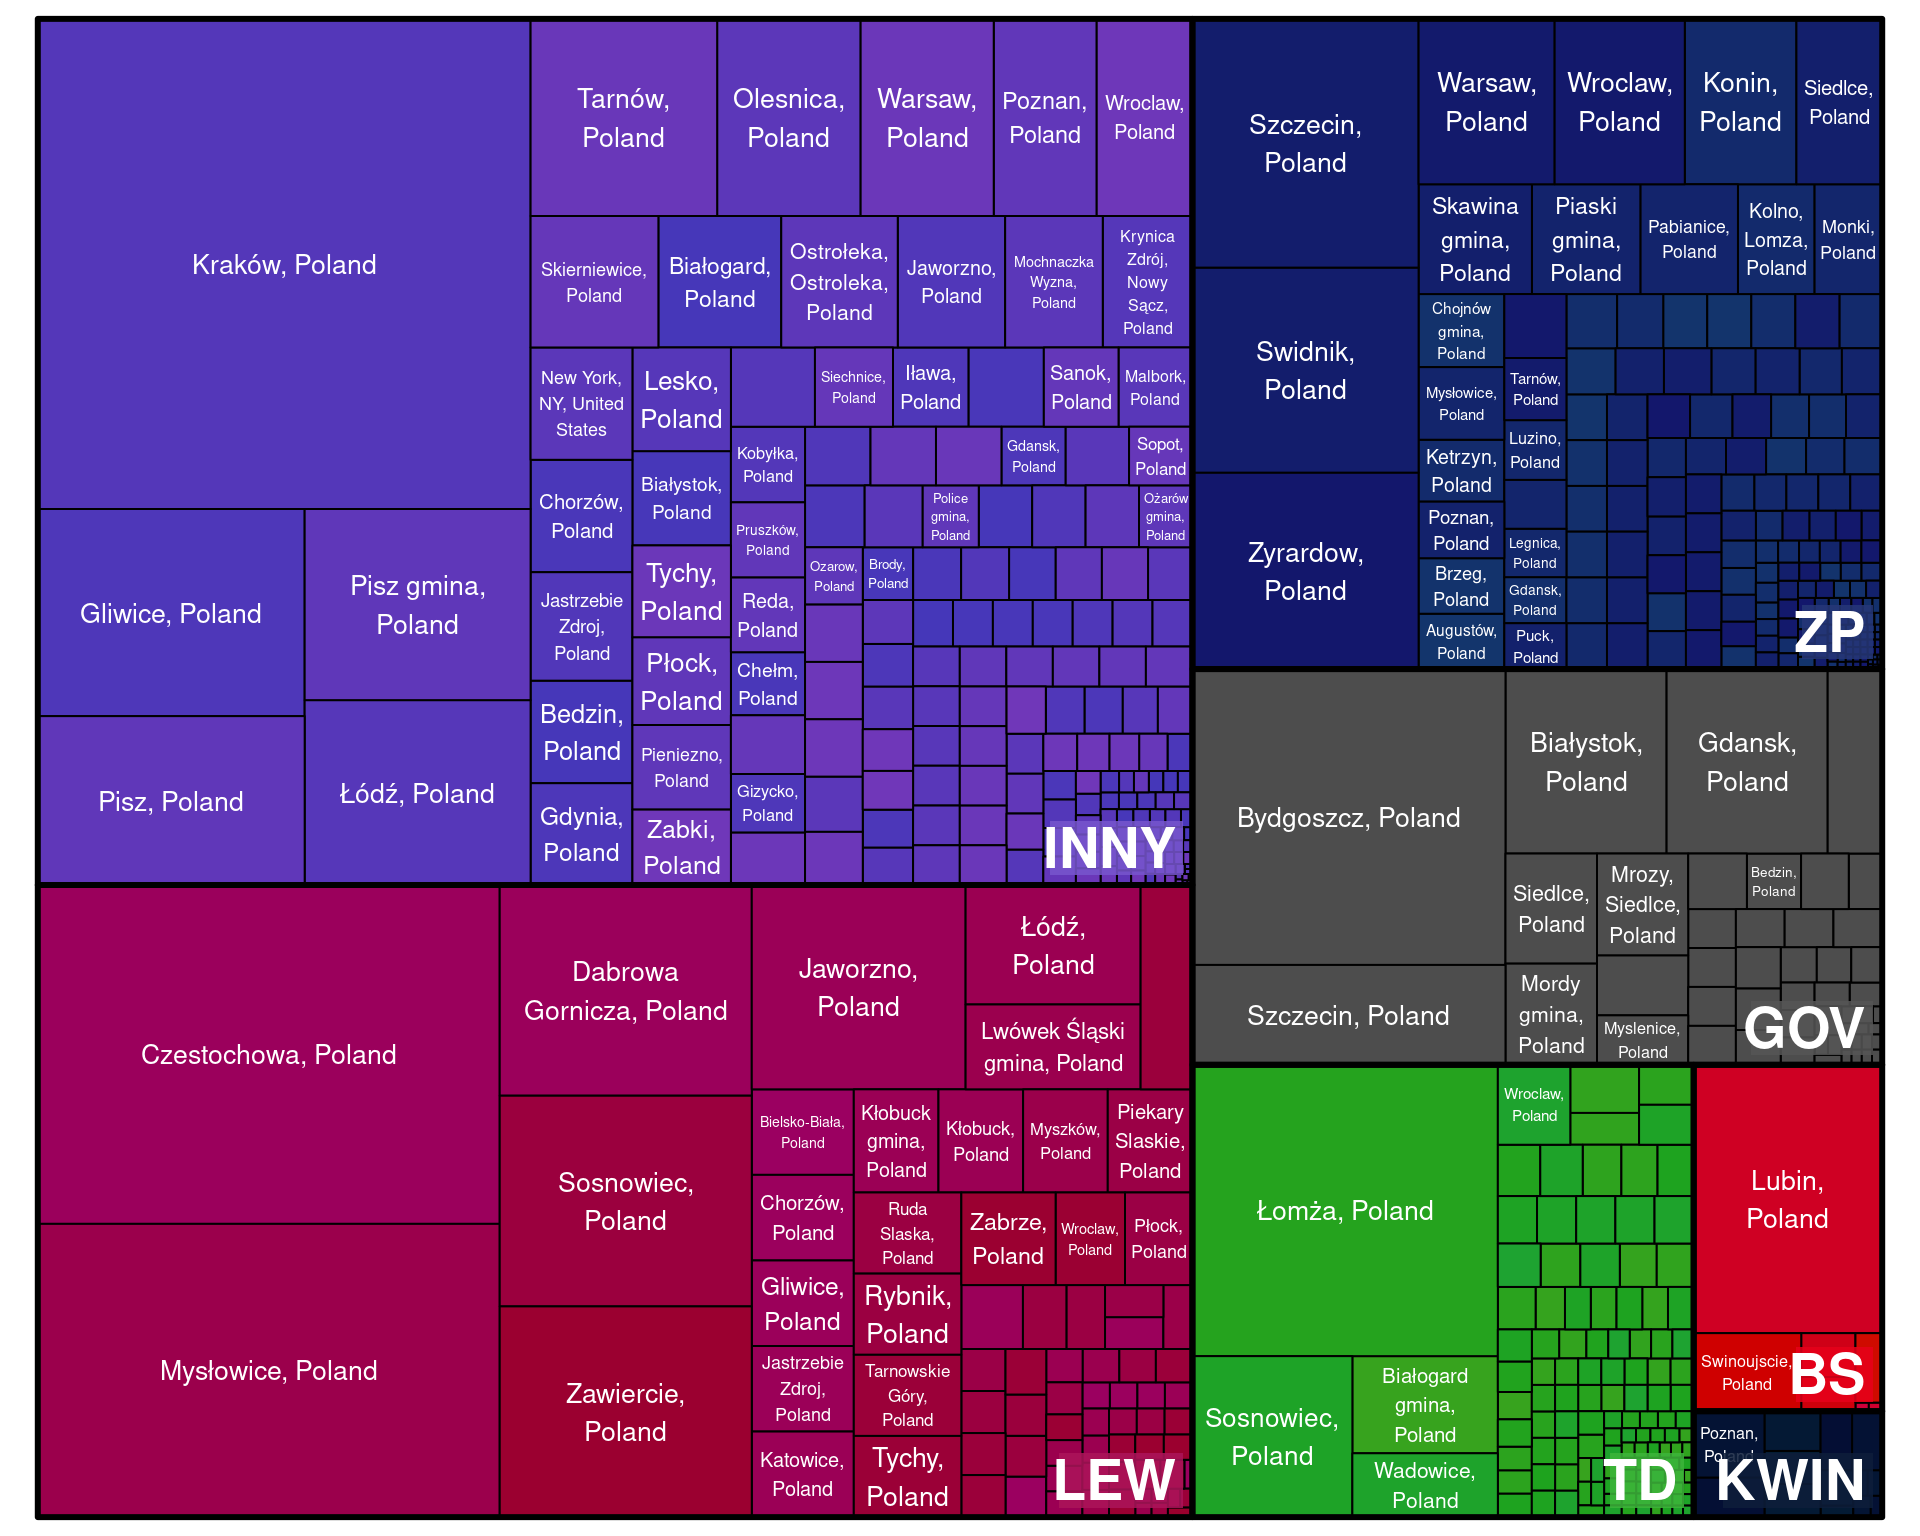 Kraków, Poland
Gliwice, Poland
Pisz gmina,
Poland
Pisz, Poland
Łódź, Poland
Tarnów,
Poland
Olesnica,
Poland
Warsaw,
Poland
Poznan,
Poland
Wroclaw,
Poland
Skierniewice,
Poland
Białogard,
Poland
Ostrołeka,
Ostroleka,
Poland
Jaworzno,
Poland
Mochnaczka
Wyzna,
Poland
Krynica
Zdrój,
Nowy
Sącz,
Poland
New York,
NY, United
States
Chorzów,
Poland
Jastrzebie
Zdroj,
Poland
Bedzin,
Poland
Gdynia,
Poland
Lesko,
Poland
Białystok,
Poland
Tychy,
Poland
Płock,
Poland
Pieniezno,
Poland
Zabki,
Poland
Siechnice,
Poland
Iława,
Poland
Sanok,
Poland
Malbork,
Poland
Kobyłka,
Poland
Pruszków,
Poland
Reda,
Poland
Chełm,
Poland
Gizycko,
Poland
Gdansk,
Poland
Sopot,
Poland
Police
gmina,
Poland
Ożarów
gmina,
Poland
Ozarow,
Poland
Brody,
Poland
INNY
Szczecin,
Poland
Swidnik,
Poland
Zyrardow,
Poland
Warsaw,
Poland
Wroclaw,
Poland
Konin,
Poland
Siedlce,
Poland
Skawina
gmina,
Poland
Piaski
gmina,
Poland
Pabianice,
Poland
Kolno,
Lomza,
Poland
Monki,
Poland
Chojnów
gmina,
Poland
Mysłowice,
Poland
Ketrzyn,
Poland
Poznan,
Poland
Brzeg,
Poland
Augustów,
Poland
Tarnów,
Poland
Luzino,
Poland
Legnica,
Poland
Gdansk,
Poland
Puck,
Poland
ZP
Czestochowa, Poland
Mysłowice, Poland
Dabrowa
Gornicza, Poland
Sosnowiec,
Poland
Zawiercie,
Poland
Jaworzno,
Poland
Łódź,
Poland
Lwówek Śląski
gmina, Poland
Bielsko-Biała,
Poland
Chorzów,
Poland
Gliwice,
Poland
Jastrzebie
Zdroj,
Poland
Katowice,
Poland
Kłobuck
gmina,
Poland
Kłobuck,
Poland
Myszków,
Poland
Piekary
Slaskie,
Poland
Ruda
Slaska,
Poland
Rybnik,
Poland
Tarnowskie
Góry,
Poland
Tychy,
Poland
Zabrze,
Poland
Wroclaw,
Poland
Płock,
Poland
LEW
Bydgoszcz, Poland
Szczecin, Poland
Białystok,
Poland
Gdansk,
Poland
Siedlce,
Poland
Mrozy,
Siedlce,
Poland
Mordy
gmina,
Poland
Myslenice,
Poland
Bedzin,
Poland
GOV
Łomża, Poland
Sosnowiec,
Poland
Białogard
gmina,
Poland
Wadowice,
Poland
Wroclaw,
Poland
TD
Lubin,
Poland
Swinoujscie,
Poland
BS
Poznan,
Poland
KWIN